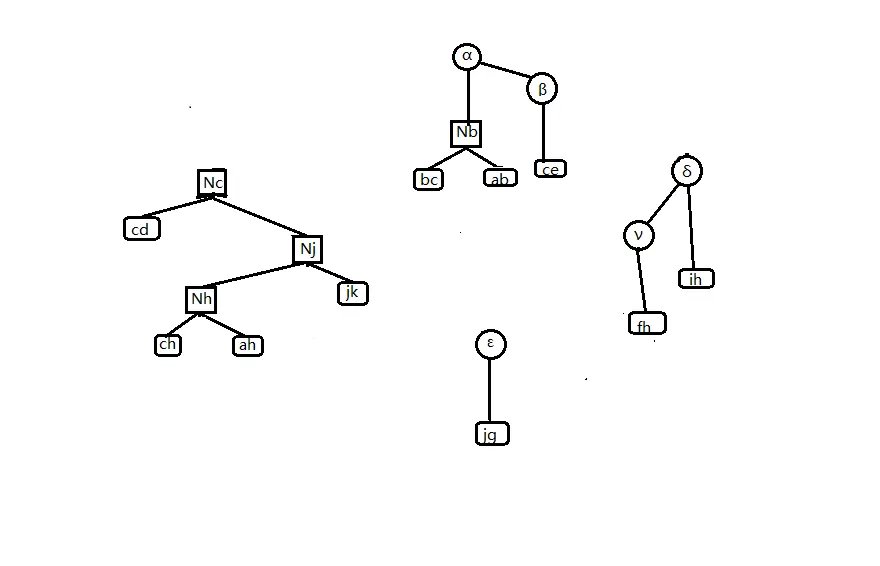 α
β
Nb
bc
ab
ce
Nc
cd
Nj
Nh
jk
ch
ah
δ
ν
ih
fh
ε
jg